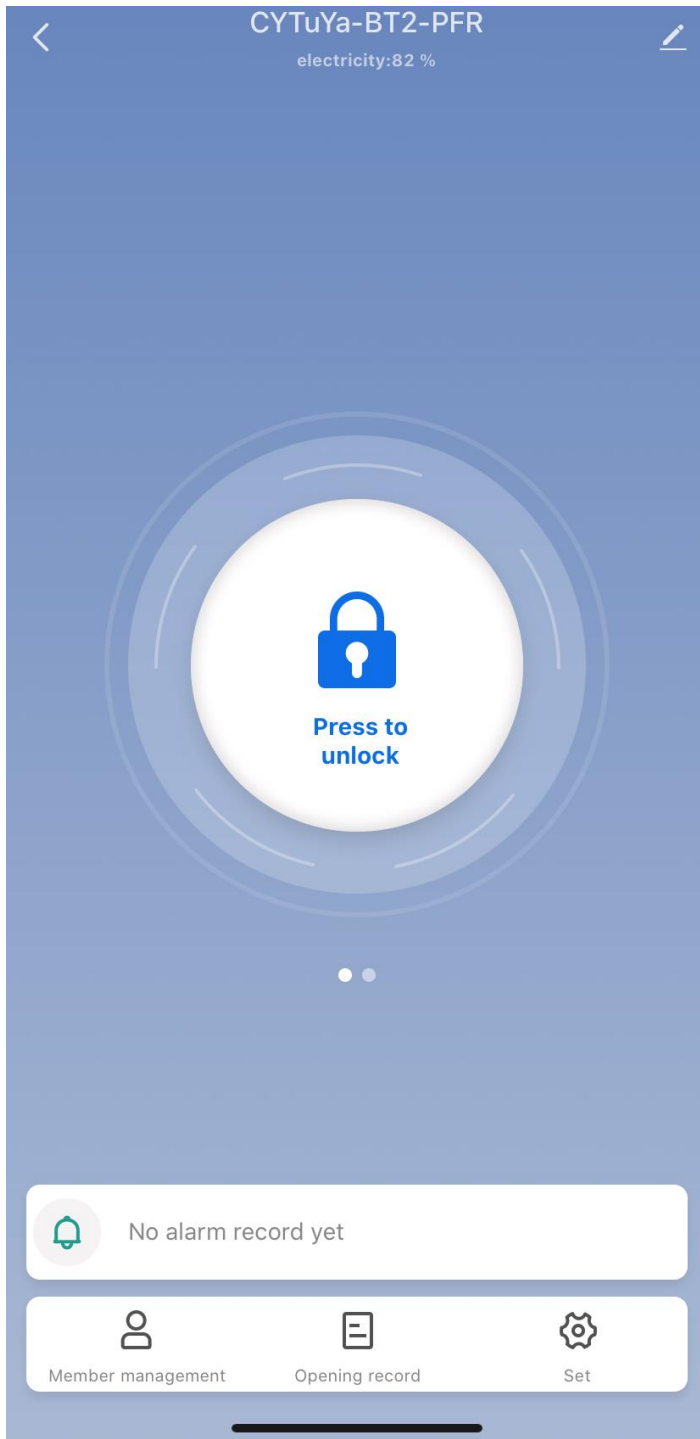 CYTuYa-BT2-PFR
electricity:82 %
Press to
unlock
No alarm record yet
Member management
Opening record
Set